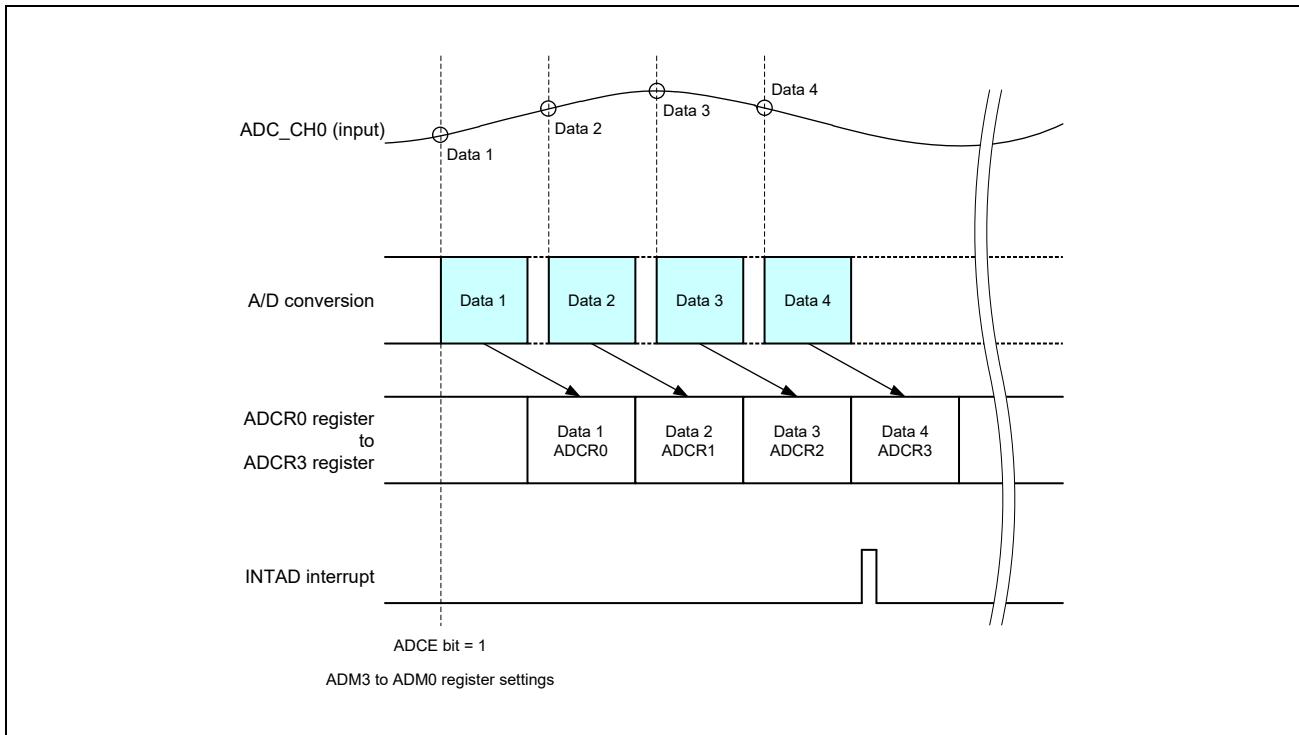 ADC_CH0 (input)
Data 1
Data 2
Data 3
Data 4
A/D conversion
Data 1
Data 2
Data 3
Data 4
ADCR0 register
to
ADCR3 register
Data 1
ADCR0
Data 2
ADCR1
Data 3
ADCR2
Data 4
ADCR3
INTAD interrupt
ADCE bit = 1
ADM3 to ADM0 register settings